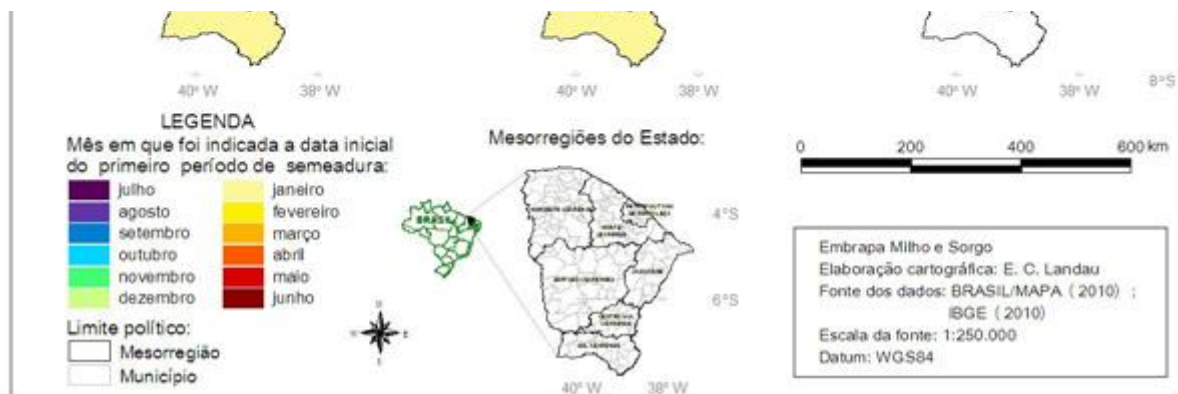 40° W 38° W
40° W 38° W
40° W 38° W
8°S
LEGENDA
Mês em que foi indicada a data inicial
do primeiro período de semeadura:
julho
agosto
setembro
outubro
novembro
dezembro
janeiro
fevereiro
março
abril
maio
junho
Limite político:
Mesorregião
Município
Mesorregiões do Estado:
BRASIL
4°S
6°S
40° W 38° W
0 200 400 600 km
Embrapa Milho e Sorgo
Elaboração cartográfica: E. C. Landau
Fonte dos dados: BRASIL/MAPA ( 2010) ;
IBGE ( 2010)
Escala da fonte: 1:250.000
Datum: WGS84